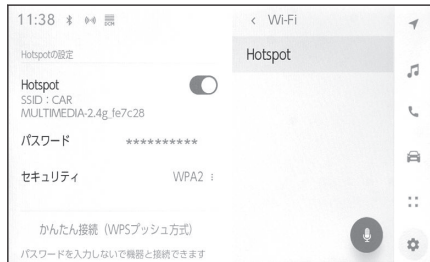 11:38
< Wi-Fi
Hotspotの設定
Hotspot
Hotspot
SSID：CAR
MULTIMEDIA-2.4g_fe7c28
パスワード **********
セキュリティ WPA2
かんたん接続（WPSプッシュ方式）
パスワードを入力しないで機器と接続できます